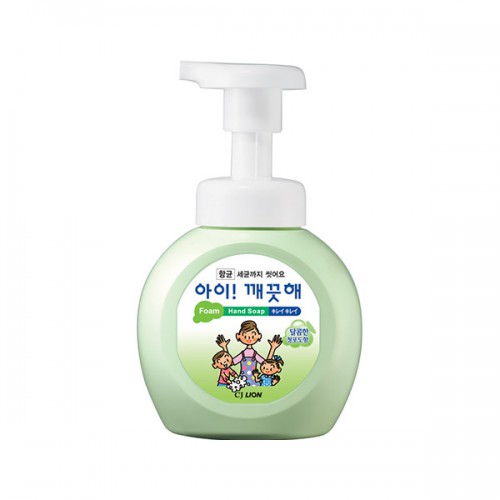 항균 세균까지 씻어요
아이! 깨끗해
Foam Hand Soap キレイキレイ
달콤한
청포도향
CJ LION